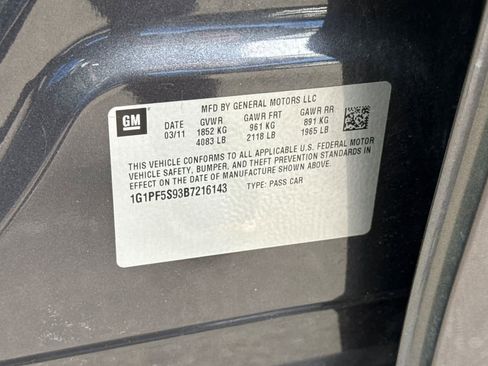 GM
MFD BY GENERAL MOTORS LLC
DATE GVWR GAWR FRT GAWR RR
03/11 1852 KG 961 KG 891 KG
4083 LB 2118 LB 1965 LB
THIS VEHICLE CONFORMS TO ALL APPLICABLE U.S. FEDERAL MOTOR
VEHICLE SAFETY, BUMPER, AND THEFT PREVENTION STANDARDS IN
EFFECT ON THE DATE OF MANUFACTURE SHOWN ABOVE.
1G1PF5S93B7216143 TYPE: PASS CAR